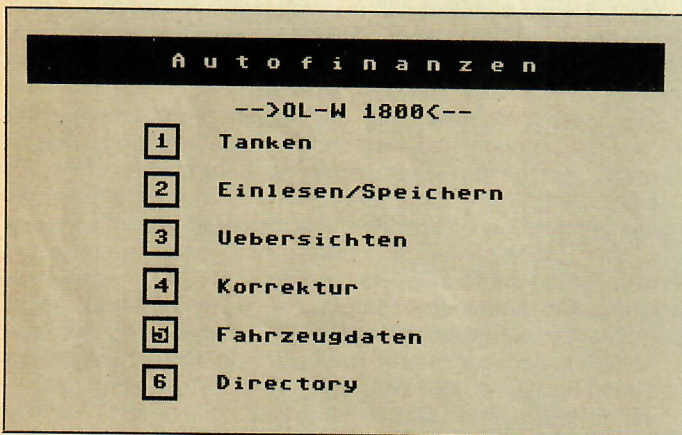 Autofinanzen
-->OL-W 1800<--
1 Tanken
2 Einlesen/Speichern
3 Uebersichten
4 Korrektur
5 Fahrzeugdaten
6 Directory